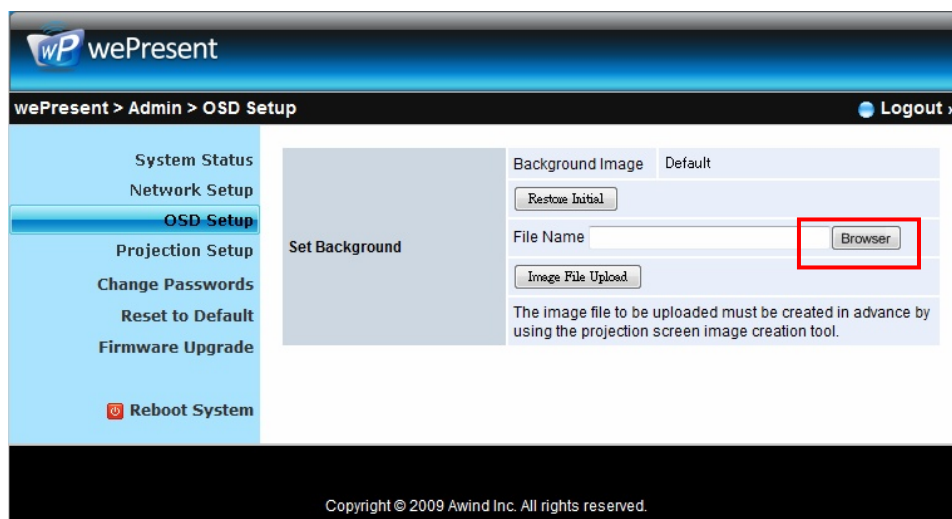 wP wePresent
wePresent > Admin > OSD Setup
Logout »
System Status
Network Setup
OSD Setup
Projection Setup
Change Passwords
Reset to Default
Firmware Upgrade
Reboot System
Set Background
Background Image Default
Restore Initial
File Name Browser
Image File Upload
The image file to be uploaded must be created in advance by
using the projection screen image creation tool.
Copyright © 2009 Awind Inc. All rights reserved.